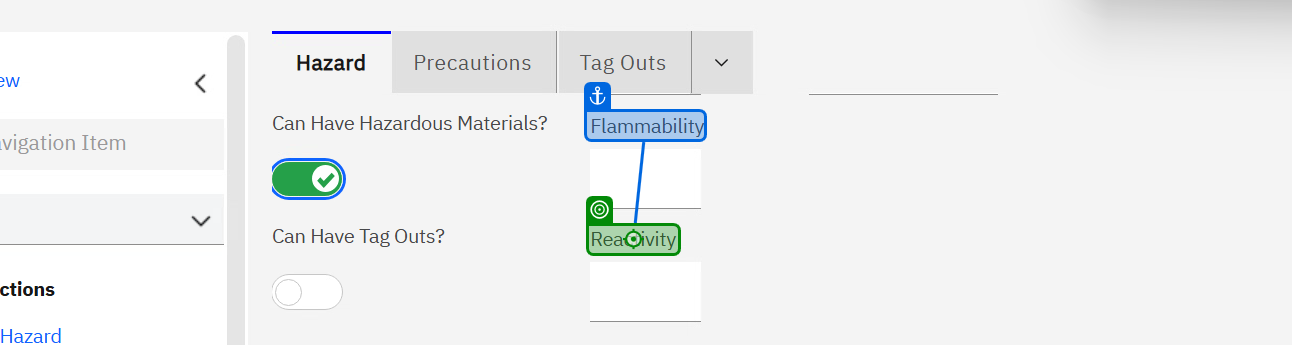 ew
avigation Item
ctions
Hazard
Hazard
Precautions
Tag Outs
Can Have Hazardous Materials?
Flammability
Can Have Tag Outs?
Reactivity